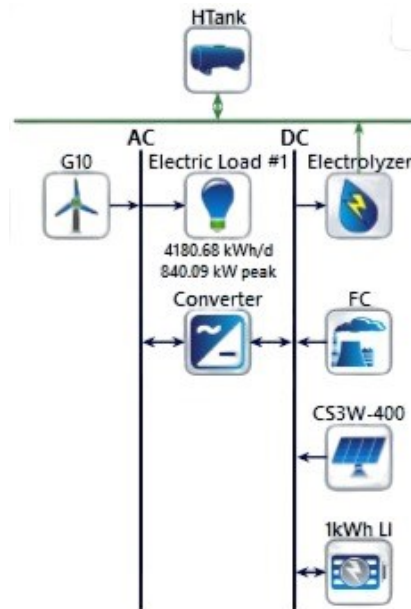 HTank
AC
DC
G10
Electric Load #1
Electrolyzer
4180.68 kWh/d
840.09 kW peak
Converter
FC
CS3W-400
1kWh LI